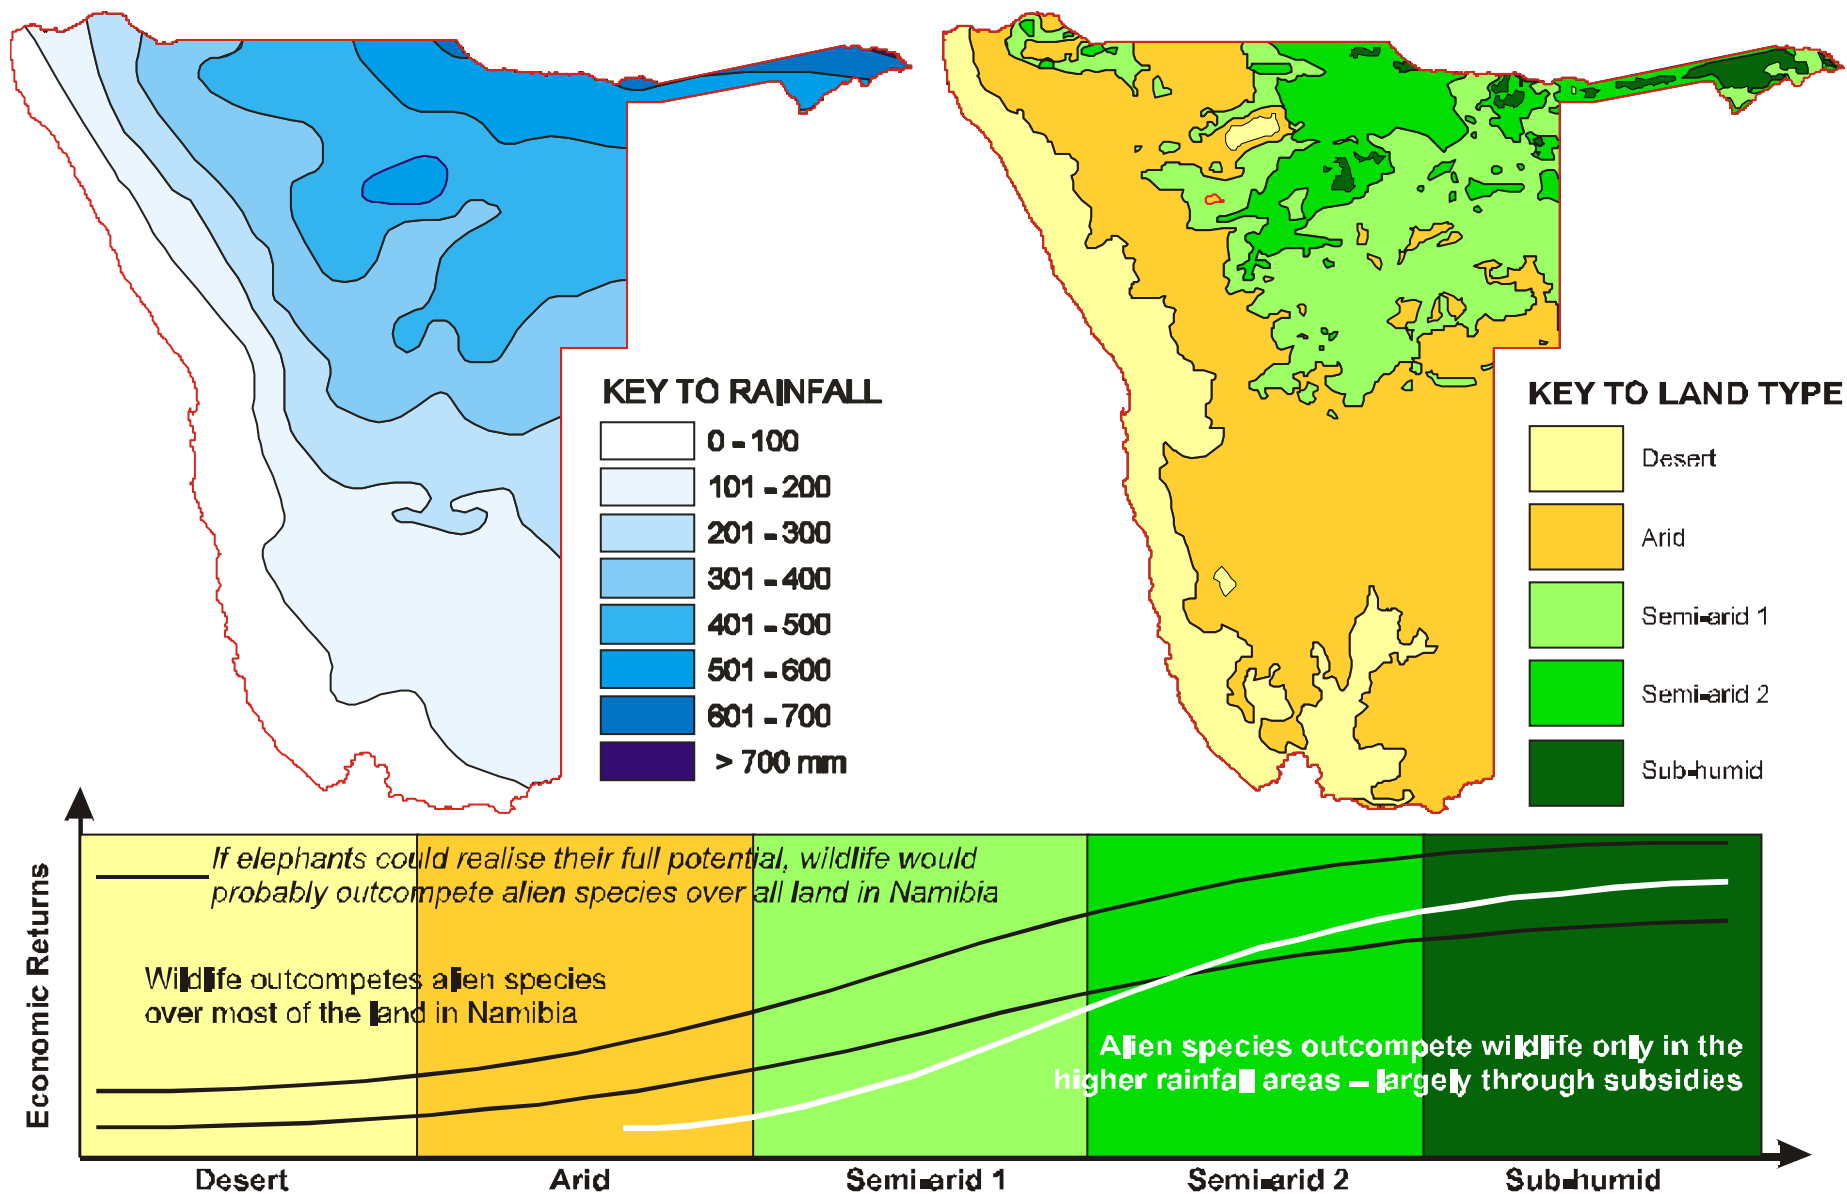 KEY TO RAINFALL
0 - 100
101 - 200
201 - 300
301 - 400
401 - 500
501 - 600
601 - 700
> 700 mm
KEY TO LAND TYPE
Desert
Arid
Semi-arid 1
Semi-arid 2
Sub-humid
Economic Returns
If elephants could realise their full potential, wildlife would
probably outcompete alien species over all land in Namibia
Wildlife outcompetes alien species
over most of the land in Namibia
Alien species outcompete wildlife only in the
higher rainfall areas – largely through subsidies
Desert
Arid
Semi-arid 1
Semi-arid 2
Sub-humid